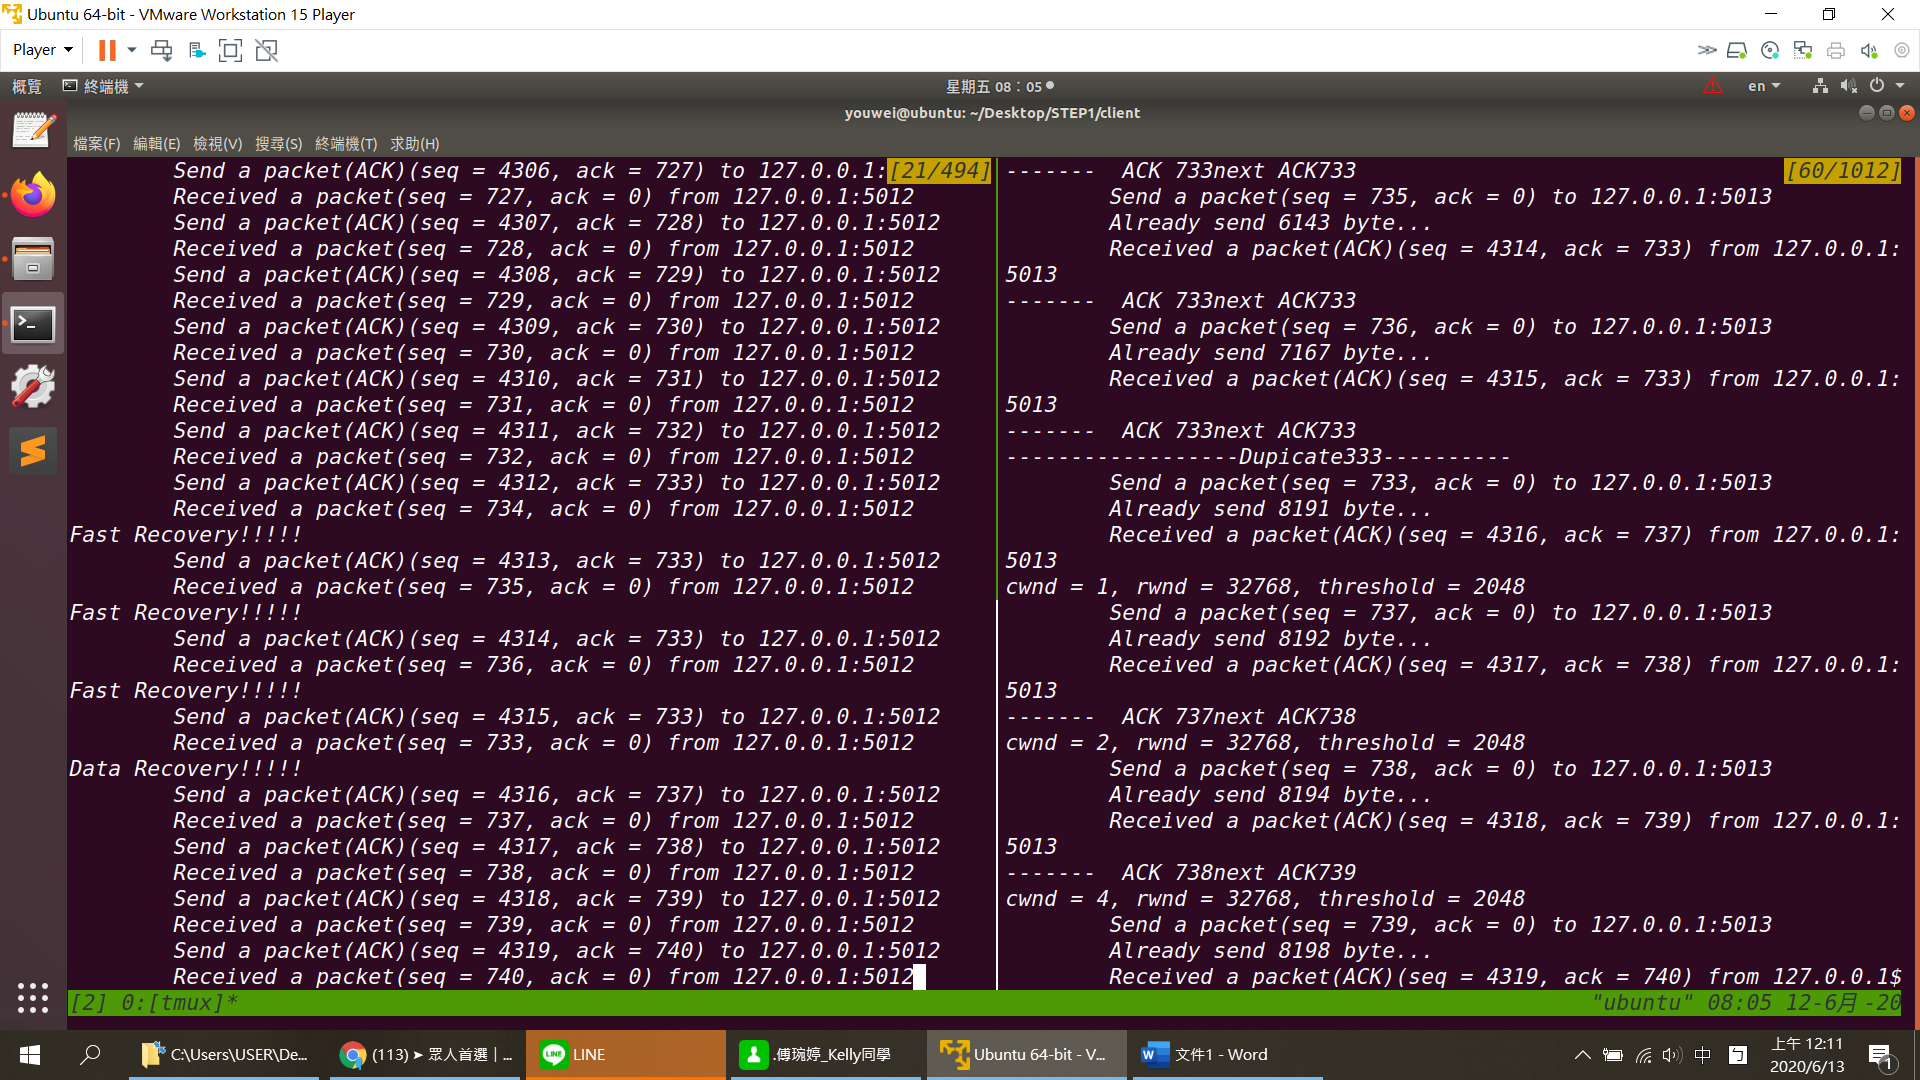 Ubuntu 64-bit - VMware Workstation 15 Player
Player
概覽 終端機 星期五 08：05 en
youwei@ubuntu: ~/Desktop/STEP1/client
檔案(F) 編輯(E) 檢視(V) 搜尋(S) 終端機(T) 求助(H)
Send a packet(ACK)(seq = 4306, ack = 727) to 127.0.0.1:[21/494]
Received a packet(seq = 727, ack = 0) from 127.0.0.1:5012
Send a packet(ACK)(seq = 4307, ack = 728) to 127.0.0.1:5012
Received a packet(seq = 728, ack = 0) from 127.0.0.1:5012
Send a packet(ACK)(seq = 4308, ack = 729) to 127.0.0.1:5012
Received a packet(seq = 729, ack = 0) from 127.0.0.1:5012
Send a packet(ACK)(seq = 4309, ack = 730) to 127.0.0.1:5012
Received a packet(seq = 730, ack = 0) from 127.0.0.1:5012
Send a packet(ACK)(seq = 4310, ack = 731) to 127.0.0.1:5012
Received a packet(seq = 731, ack = 0) from 127.0.0.1:5012
Send a packet(ACK)(seq = 4311, ack = 732) to 127.0.0.1:5012
Received a packet(seq = 732, ack = 0) from 127.0.0.1:5012
Send a packet(ACK)(seq = 4312, ack = 733) to 127.0.0.1:5012
Received a packet(seq = 734, ack = 0) from 127.0.0.1:5012
Fast Recovery!!!!!
Send a packet(ACK)(seq = 4313, ack = 733) to 127.0.0.1:5012
Received a packet(seq = 735, ack = 0) from 127.0.0.1:5012
Fast Recovery!!!!!
Send a packet(ACK)(seq = 4314, ack = 733) to 127.0.0.1:5012
Received a packet(seq = 736, ack = 0) from 127.0.0.1:5012
Fast Recovery!!!!!
Send a packet(ACK)(seq = 4315, ack = 733) to 127.0.0.1:5012
Received a packet(seq = 733, ack = 0) from 127.0.0.1:5012
Data Recovery!!!!!
Send a packet(ACK)(seq = 4316, ack = 737) to 127.0.0.1:5012
Received a packet(seq = 737, ack = 0) from 127.0.0.1:5012
Send a packet(ACK)(seq = 4317, ack = 738) to 127.0.0.1:5012
Received a packet(seq = 738, ack = 0) from 127.0.0.1:5012
Send a packet(ACK)(seq = 4318, ack = 739) to 127.0.0.1:5012
Received a packet(seq = 739, ack = 0) from 127.0.0.1:5012
Send a packet(ACK)(seq = 4319, ack = 740) to 127.0.0.1:5012
Received a packet(seq = 740, ack = 0) from 127.0.0.1:5012
------- ACK 733next ACK733 [60/1012]
Send a packet(seq = 735, ack = 0) to 127.0.0.1:5013
Already send 6143 byte...
Received a packet(ACK)(seq = 4314, ack = 733) from 127.0.0.1:
5013
------- ACK 733next ACK733
Send a packet(seq = 736, ack = 0) to 127.0.0.1:5013
Already send 7167 byte...
Received a packet(ACK)(seq = 4315, ack = 733) from 127.0.0.1:
5013
------- ACK 733next ACK733
------------------Dupicate333----------
Send a packet(seq = 733, ack = 0) to 127.0.0.1:5013
Already send 8191 byte...
Received a packet(ACK)(seq = 4316, ack = 737) from 127.0.0.1:
5013
cwnd = 1, rwnd = 32768, threshold = 2048
Send a packet(seq = 737, ack = 0) to 127.0.0.1:5013
Already send 8192 byte...
Received a packet(ACK)(seq = 4317, ack = 738) from 127.0.0.1:
5013
------- ACK 737next ACK738
cwnd = 2, rwnd = 32768, threshold = 2048
Send a packet(seq = 738, ack = 0) to 127.0.0.1:5013
Already send 8194 byte...
Received a packet(ACK)(seq = 4318, ack = 739) from 127.0.0.1:
5013
------- ACK 738next ACK739
cwnd = 4, rwnd = 32768, threshold = 2048
Send a packet(seq = 739, ack = 0) to 127.0.0.1:5013
Already send 8198 byte...
Received a packet(ACK)(seq = 4319, ack = 740) from 127.0.0.1$
[2] 0:[tmux]* "ubuntu" 08:05 12-6月-20
C:\Users\USER\De... (113) ➤ 眾人首選｜... LINE .傅琬婷_Kelly同學 Ubuntu 64-bit - V... 文件1 - Word 中 ㄅ 上午 12:11
2020/6/13 1